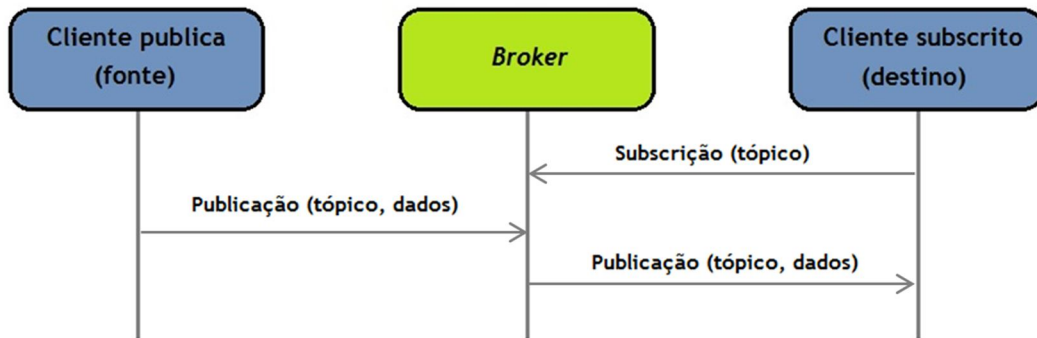 Cliente publica
(fonte)
Broker
Cliente subscrito
(destino)
Subscrição (tópico)
Publicação (tópico, dados)
Publicação (tópico, dados)